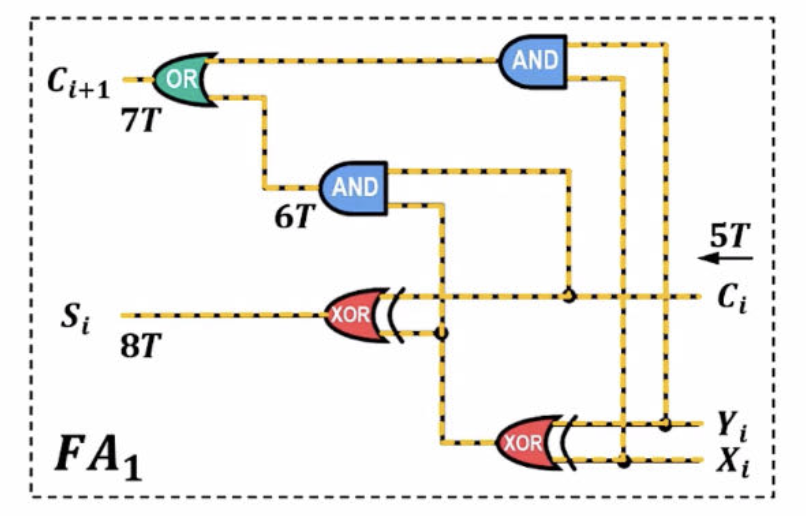 AND
OR
C_{i+1}
7T
AND
6T
5T
C_i
XOR
S_i
8T
XOR
Y_i
X_i
FA_1